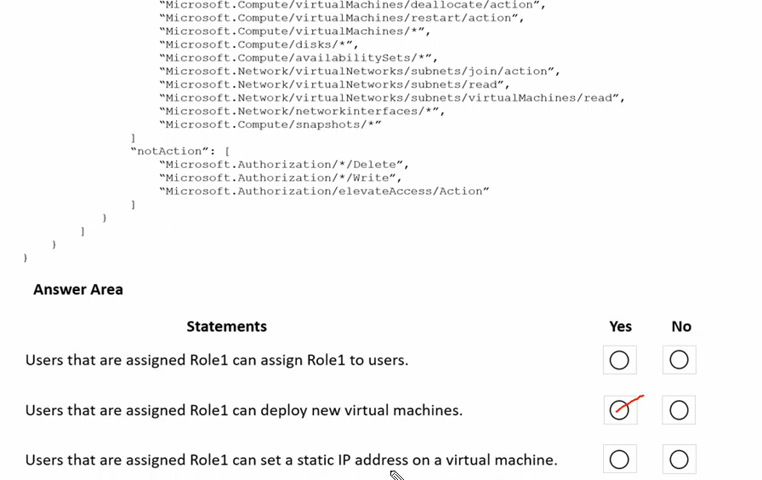 "Microsoft.Compute/virtualMachines/deallocate/action",
"Microsoft.Compute/virtualMachines/restart/action",
"Microsoft.Compute/virtualMachines/*",
"Microsoft.Compute/disks/*",
"Microsoft.Compute/availabilitySets/*",
"Microsoft.Network/virtualNetworks/subnets/join/action",
"Microsoft.Network/virtualNetworks/subnets/read",
"Microsoft.Network/virtualNetworks/subnets/virtualMachines/read",
"Microsoft.Network/networkinterfaces/*",
"Microsoft.Compute/snapshots/*"
]
"notAction": [
"Microsoft.Authorization/*/Delete",
"Microsoft.Authorization/*/Write",
"Microsoft.Authorization/elevateAccess/Action"
]
}
]
}
}
Answer Area
Statements Yes No
Users that are assigned Role1 can assign Role1 to users.
Users that are assigned Role1 can deploy new virtual machines.
Users that are assigned Role1 can set a static IP address on a virtual machine.